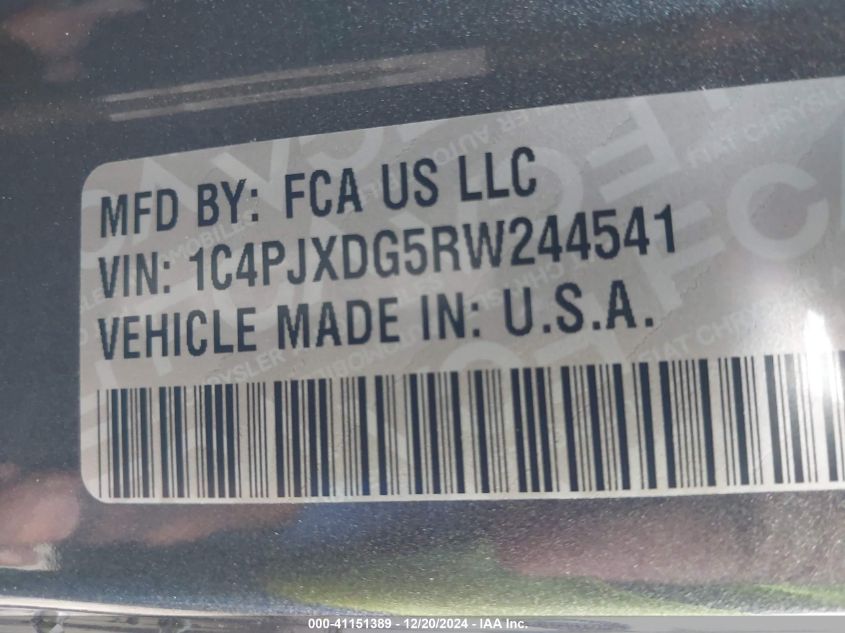 MFD BY: FCA US LLC
VIN: 1C4PJXDG5RW244541
VEHICLE MADE IN: U.S.A.
000-41151389 - 12/20/2024 - IAA Inc.